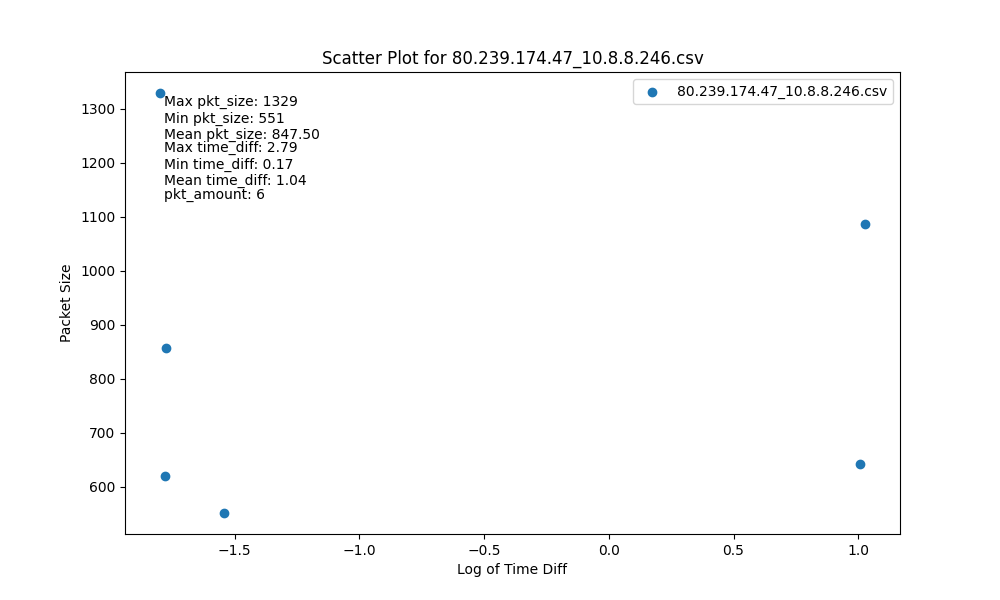 Scatter Plot for 80.239.174.47_10.8.8.246.csv
80.239.174.47_10.8.8.246.csv
Max pkt_size: 1329
Min pkt_size: 551
Mean pkt_size: 847.50
Max time_diff: 2.79
Min time_diff: 0.17
Mean time_diff: 1.04
pkt_amount: 6
Packet Size
1300
1200
1100
1000
900
800
700
600
−1.5 −1.0 −0.5 0.0 0.5 1.0
Log of Time Diff